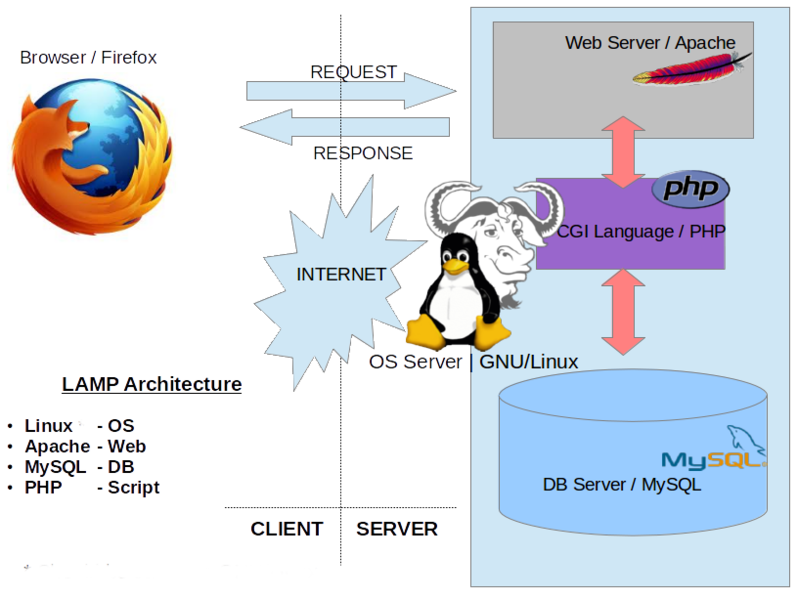 Browser / Firefox
REQUEST
RESPONSE
Web Server / Apache
php
CGI Language / PHP
INTERNET
OS Server | GNU/Linux
LAMP Architecture
• Linux - OS
• Apache - Web
• MySQL - DB
• PHP - Script
MySQL
DB Server / MySQL
CLIENT
SERVER